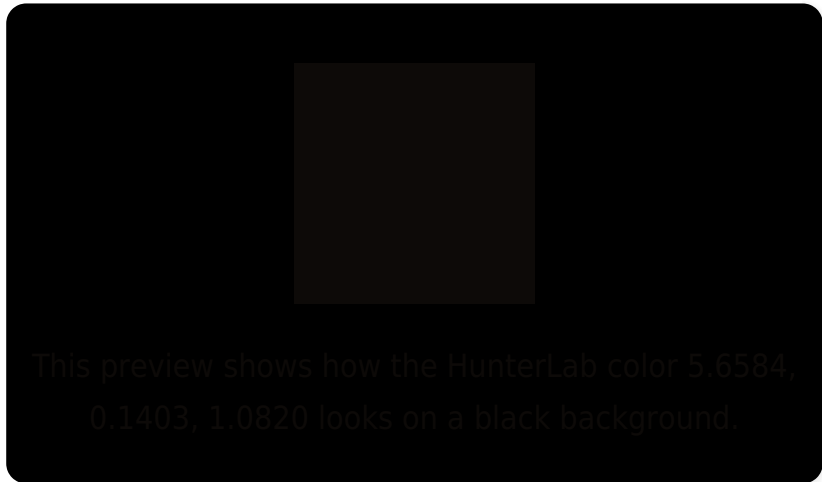 This preview shows how the HunterLab color 5.6584,
0.1403, 1.0820 looks on a black background.